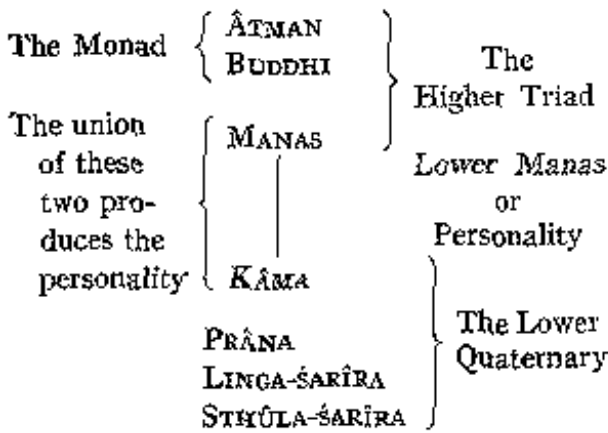 The Monad
ÂTMAN
BUDDHI
The
Higher Triad
The union
of these
two pro-
duces the
personality
MANAS
KÂMA
Lower Manas
or
Personality
PRÂNA
LINGA-ŚARÎRA
STHÛLA-ŚARÎRA
The Lower
Quaternary